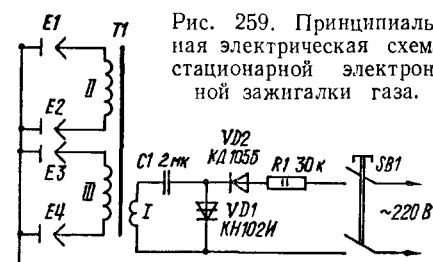 Рис. 259. Принципиаль
ная электрическая схем
стационарной электрон
ной зажигалки газа.
E1
T1
II
E2
E3
III
E4
C1 2мк
I
VD2
КД105Б
R1 30к
SB1
VD1
КН102И
~220В